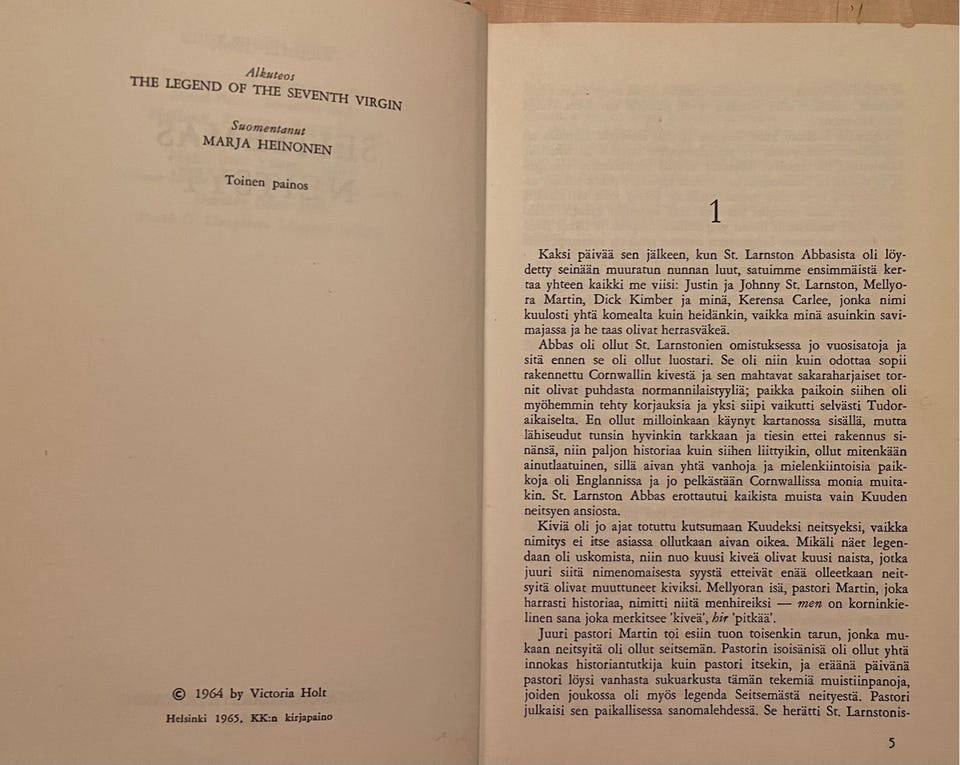 Alkuteos
THE LEGEND OF THE SEVENTH VIRGIN
Suomentanut
MARJA HEINONEN
Toinen painos
© 1964 by Victoria Holt
Helsinki 1965, KK:n kirjapaino
1
Kaksi päivää sen jälkeen, kun St. Larnston Abbasista oli löy-
detty seinään muuratun nunnan luut, satuimme ensimmäistä ker-
taa yhteen kaikki me viisi: Justin ja Johnny St. Larnston, Mellyo-
ra Martin, Dick Kimber ja minä, Kerensa Carlee, jonka nimi
kuulosti yhtä komealta kuin heidänkin, vaikka minä asuinkin savi-
majassa ja he taas olivat herrasväkeä.
Abbas oli ollut St. Larnstonien omistuksessa jo vuosisatoja ja
sitä ennen se oli ollut luostari. Se oli niin kuin odottaa sopii
rakennettu Cornwallin kivestä ja sen mahtavat sakaraharjaiset tor-
nit olivat puhdasta normannilaistyyliä; paikka paikoin siihen oli
myöhemmin tehty korjauksia ja yksi siipi vaikutti selvästi Tudor-
aikaiselta. En ollut milloinkaan käynyt kartanossa sisällä, mutta
lähiseudut tunsin hyvinkin tarkkaan ja tiesin ettei rakennus si-
nänsä, niin paljon historiaa kuin siihen liittyikin, ollut mitenkään
ainutlaatuinen, sillä aivan yhtä vanhoja ja mielenkiintoisia paik-
koja oli Englannissa ja jo pelkästään Cornwallissa monia muita-
kin. St. Larnston Abbas erottautui kaikista muista vain Kuuden
neitsyen ansiosta.
Kiviä oli jo ajat totuttu kutsumaan Kuudeksi neitsyeksi, vaikka
nimitys ei itse asiassa ollutkaan aivan oikea. Mikäli näet legen-
daan oli uskomista, niin nuo kuusi kiveä olivat kuusi naista, jotka
juuri siitä nimenomaisesta syystä etteivät enää olleetkaan neit-
syitä olivat muuttuneet kiviksi. Mellyoran isä, pastori Martin, joka
harrasti historiaa, nimitti niitä menhireiksi — men on korninkie-
linen sana joka merkitsee 'kiveä', hir 'pitkää'.
Juuri pastori Martin toi esiin tuon toisenkin tarun, jonka mu-
kaan neitsyitä oli ollut seitsemän. Pastorin isoisänisä oli ollut yhtä
innokas historiantutkija kuin pastori itsekin, ja eräänä päivänä
pastori löysi vanhasta sukuarkusta tämän tekemiä muistiinpanoja,
joiden joukossa oli myös legenda Seitsemästä neityestä. Pastori
julkaisi sen paikallisessa sanomalehdessä. Se herätti St. Larnstonis-
5